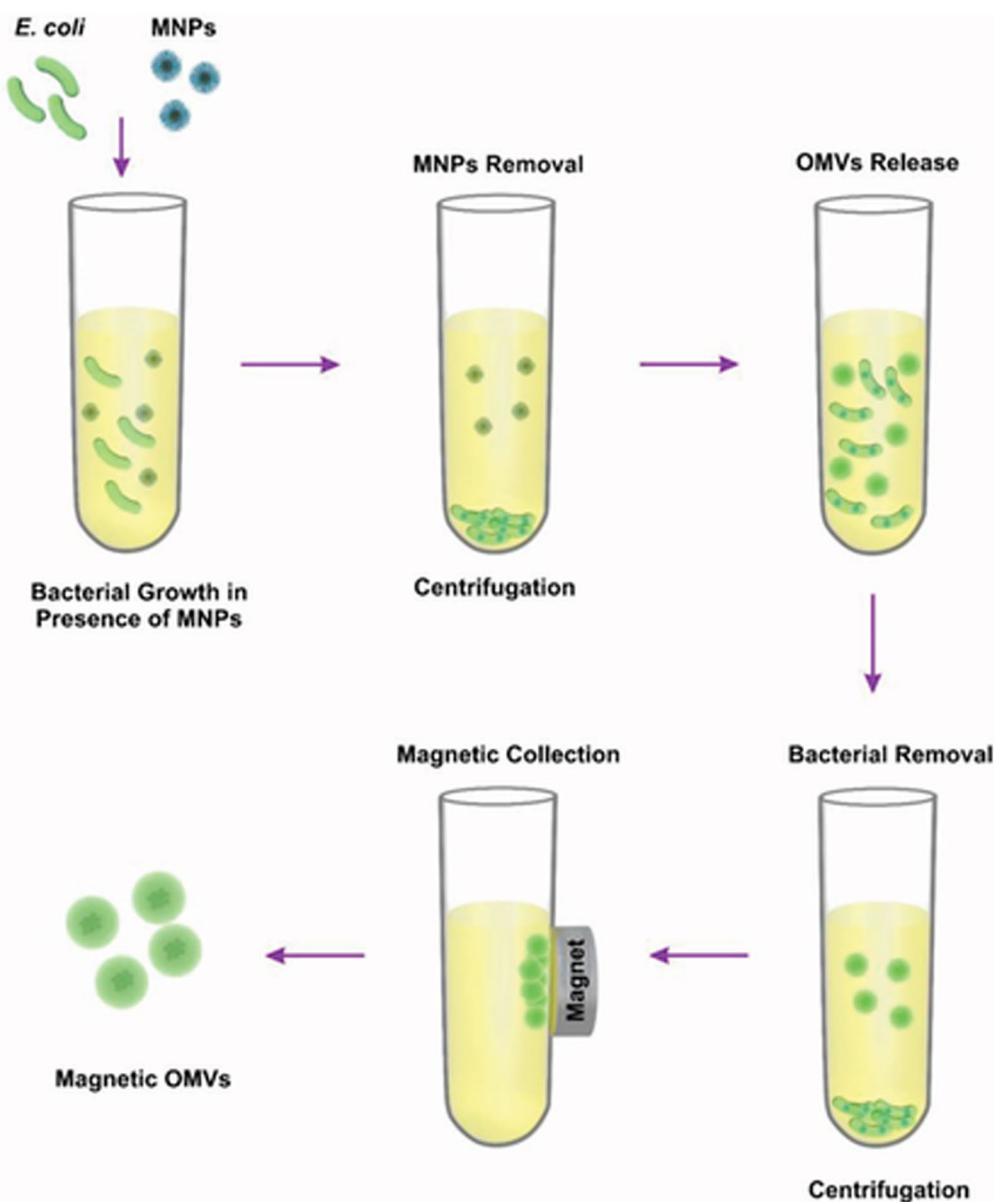 E. coli
MNPs
MNPs Removal
OMVs Release
Bacterial Growth in
Presence of MNPs
Centrifugation
Magnetic Collection
Bacterial Removal
Magnet
Magnetic OMVs
Centrifugation